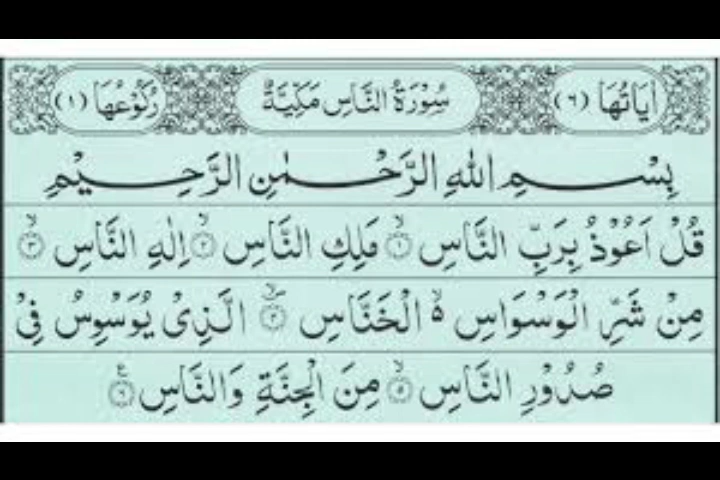 اٰيَاتُهَا (٦) سُوْرَةُ النَّاسِ مَكِّيَّةٌ رُكُوْعُهَا (١)
بِسْمِ اللّٰهِ الرَّحْمٰنِ الرَّحِيْمِ
قُلْ اَعُوْذُ بِرَبِّ النَّاسِ ۙ﴿١﴾ مَلِكِ النَّاسِ ۙ﴿٢﴾ اِلٰهِ النَّاسِ ۙ﴿٣﴾
مِنْ شَرِّ الْوَسْوَاسِ ۙ الْخَنَّاسِ ﴿٤﴾ الَّذِىْ يُوَسْوِسُ فِىْ
صُدُوْرِ النَّاسِ ۙ﴿٥﴾ مِنَ الْجِنَّةِ وَالنَّاسِ ﴿٦﴾